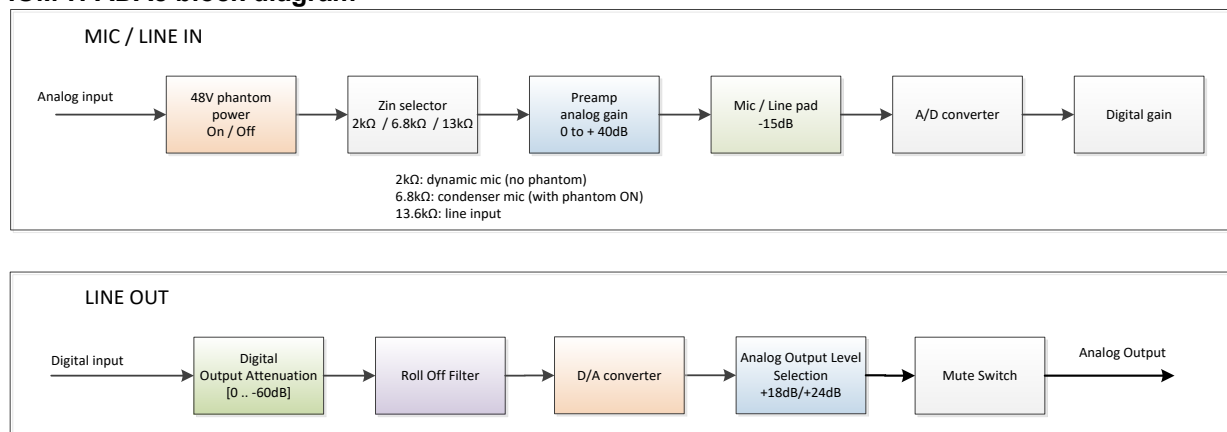 MIC / LINE IN
Analog input
48V phantom
power
On / Off
Zin selector
2kΩ / 6.8kΩ / 13kΩ
Preamp
analog gain
0 to + 40dB
Mic / Line pad
-15dB
A/D converter
Digital gain
2kΩ: dynamic mic (no phantom)
6.8kΩ: condenser mic (with phantom ON)
13.6kΩ: line input
LINE OUT
Digital input
Digital
Output Attenuation
[0 .. -60dB]
Roll Off Filter
D/A converter
Analog Output Level
Selection
+18dB/+24dB
Mute Switch
Analog Output